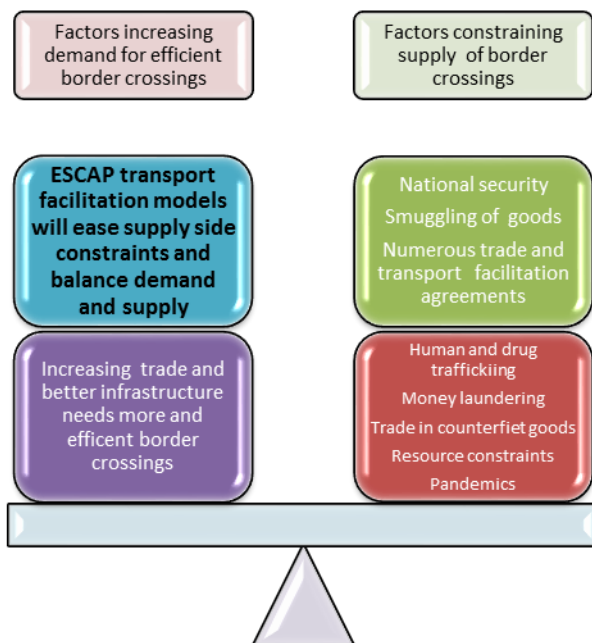 Factors increasing
demand for efficient
border crossings
Factors constraining
supply of border
crossings
ESCAP transport
facilitation models
will ease supply side
constraints and
balance demand
and supply
National security
Smuggling of goods
Numerous trade and
transport facilitation
agreements
Increasing trade and
better infrastructure
needs more and
efficent border
crossings
Human and drug
traffickiing
Money laundering
Trade in counterfiet goods
Resource constraints
Pandemics